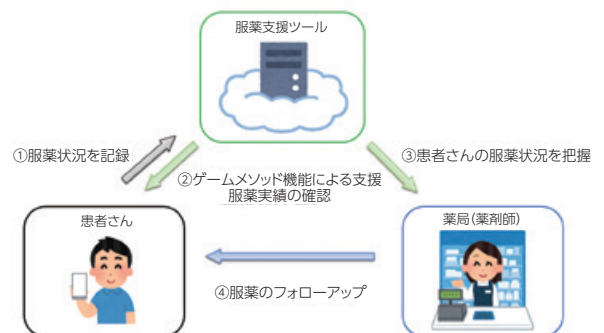 服薬支援ツール
①服薬状況を記録
③患者さんの服薬状況を把握
②ゲームメソッド機能による支援
服薬実績の確認
患者さん
薬局(薬剤師)
④服薬のフォローアップ